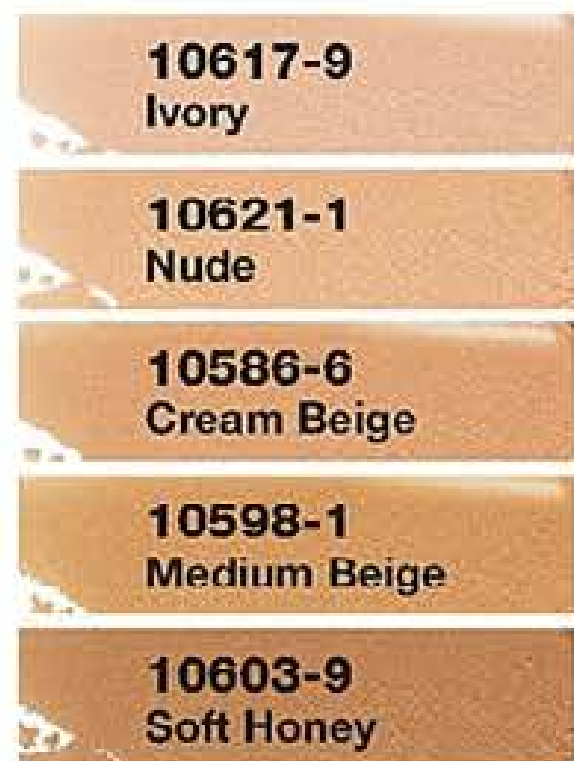 10617-9
Ivory
10621-1
Nude
10586-6
Cream Beige
10598-1
Medium Beige
10603-9
Soft Honey